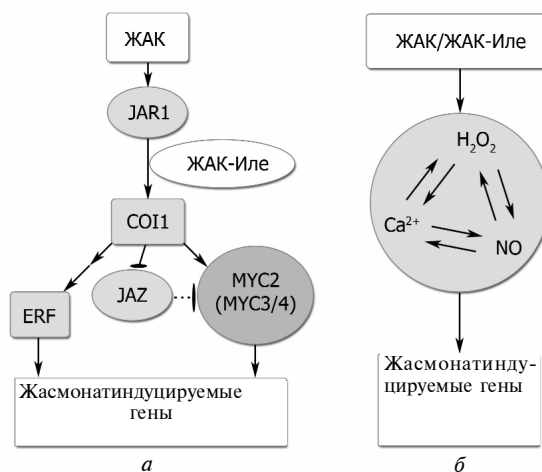 ЖАК
JAR1
ЖАК-Иле
COI1
ERF
JAZ
MYC2
(MYC3/4)
Жасмонатиндуцируемые
гены
а
ЖАК/ЖАК-Иле
H₂O₂
Ca²⁺
NO
Жасмонатинду-
цируемые гены
б